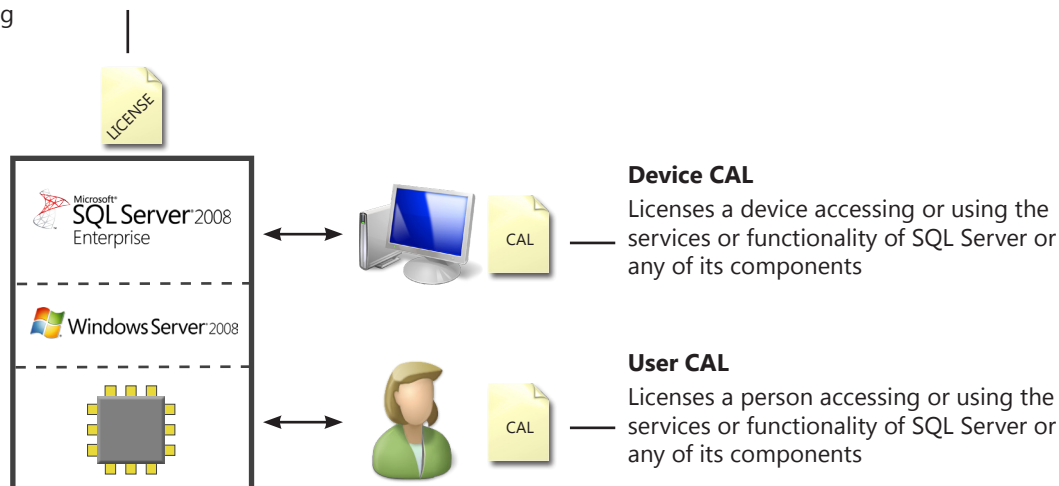 g
LICENSE
Microsoft®
SQL Server®2008
Enterprise
Windows Server®2008
CAL
Device CAL
Licenses a device accessing or using the
services or functionality of SQL Server or
any of its components
CAL
User CAL
Licenses a person accessing or using the
services or functionality of SQL Server or
any of its components